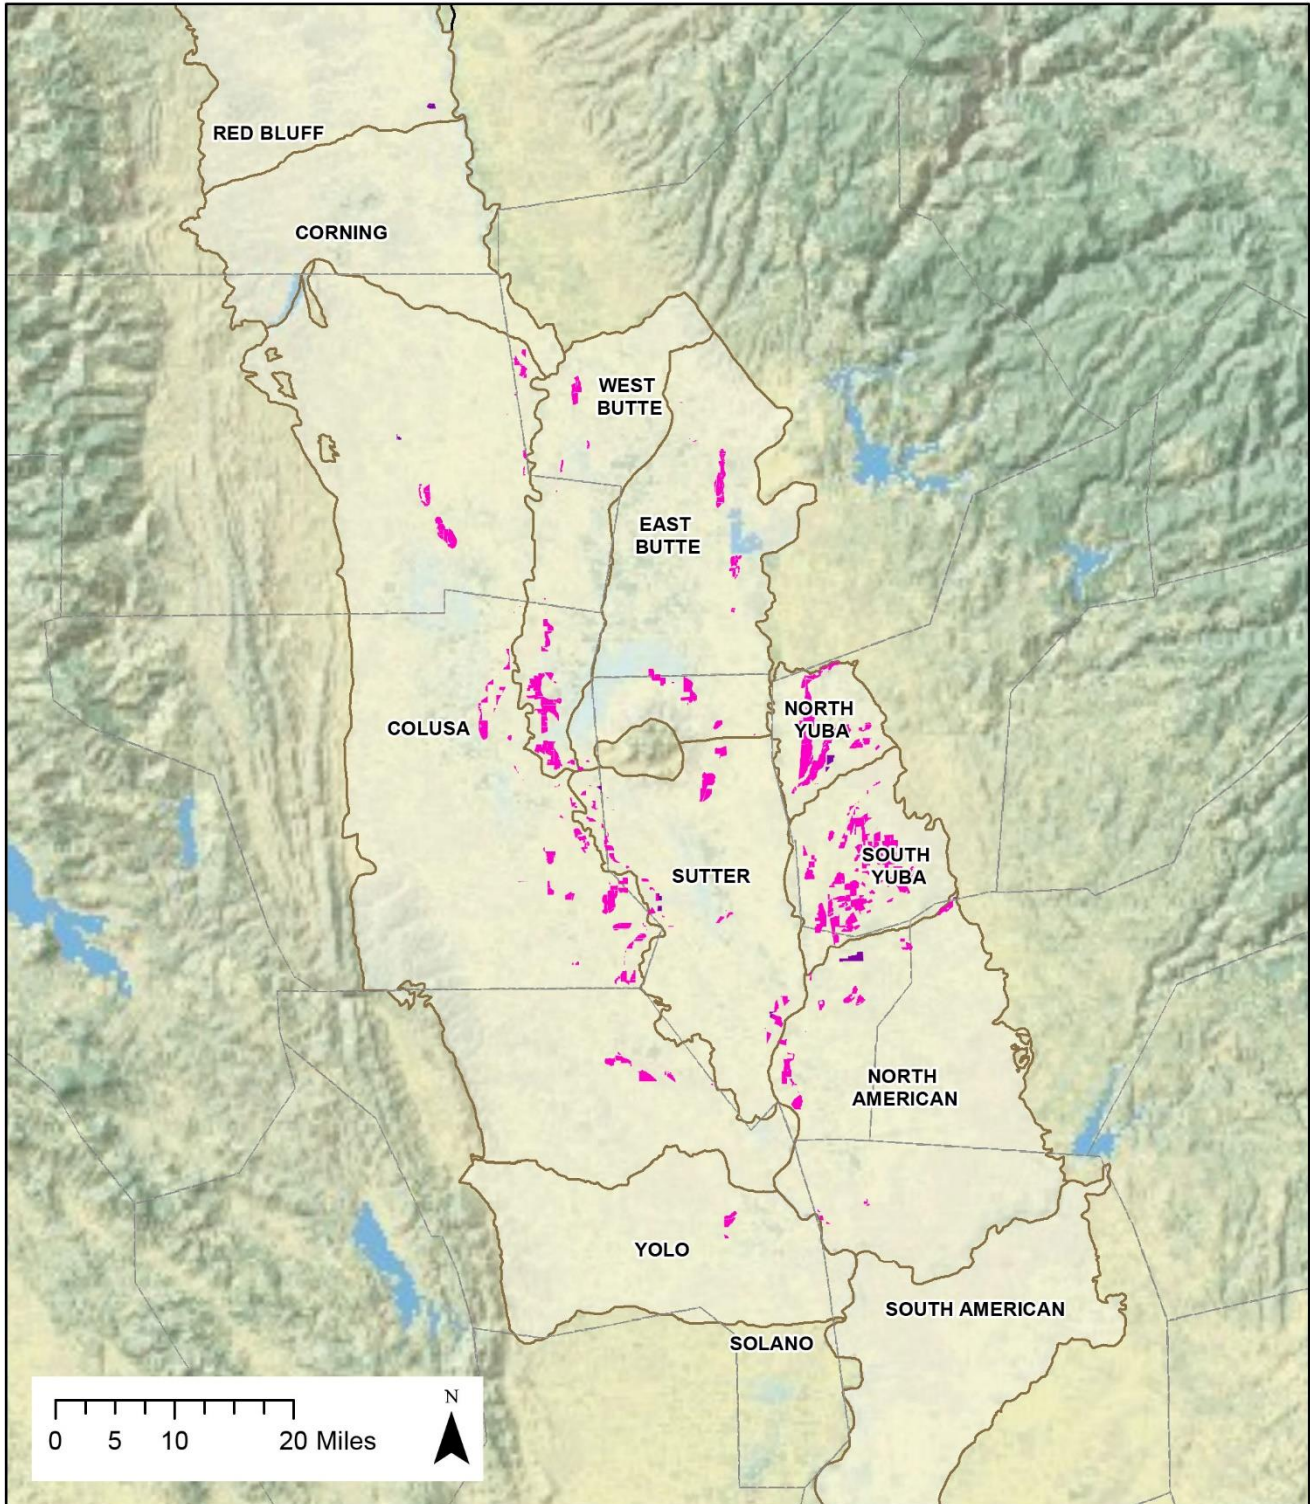 RED BLUFF
CORNING
WEST
BUTTE
EAST
BUTTE
NORTH
YUBA
COLUSA
SOUTH
YUBA
SUTTER
NORTH
AMERICAN
YOLO
SOUTH AMERICAN
SOLANO
N
0 5 10 20 Miles